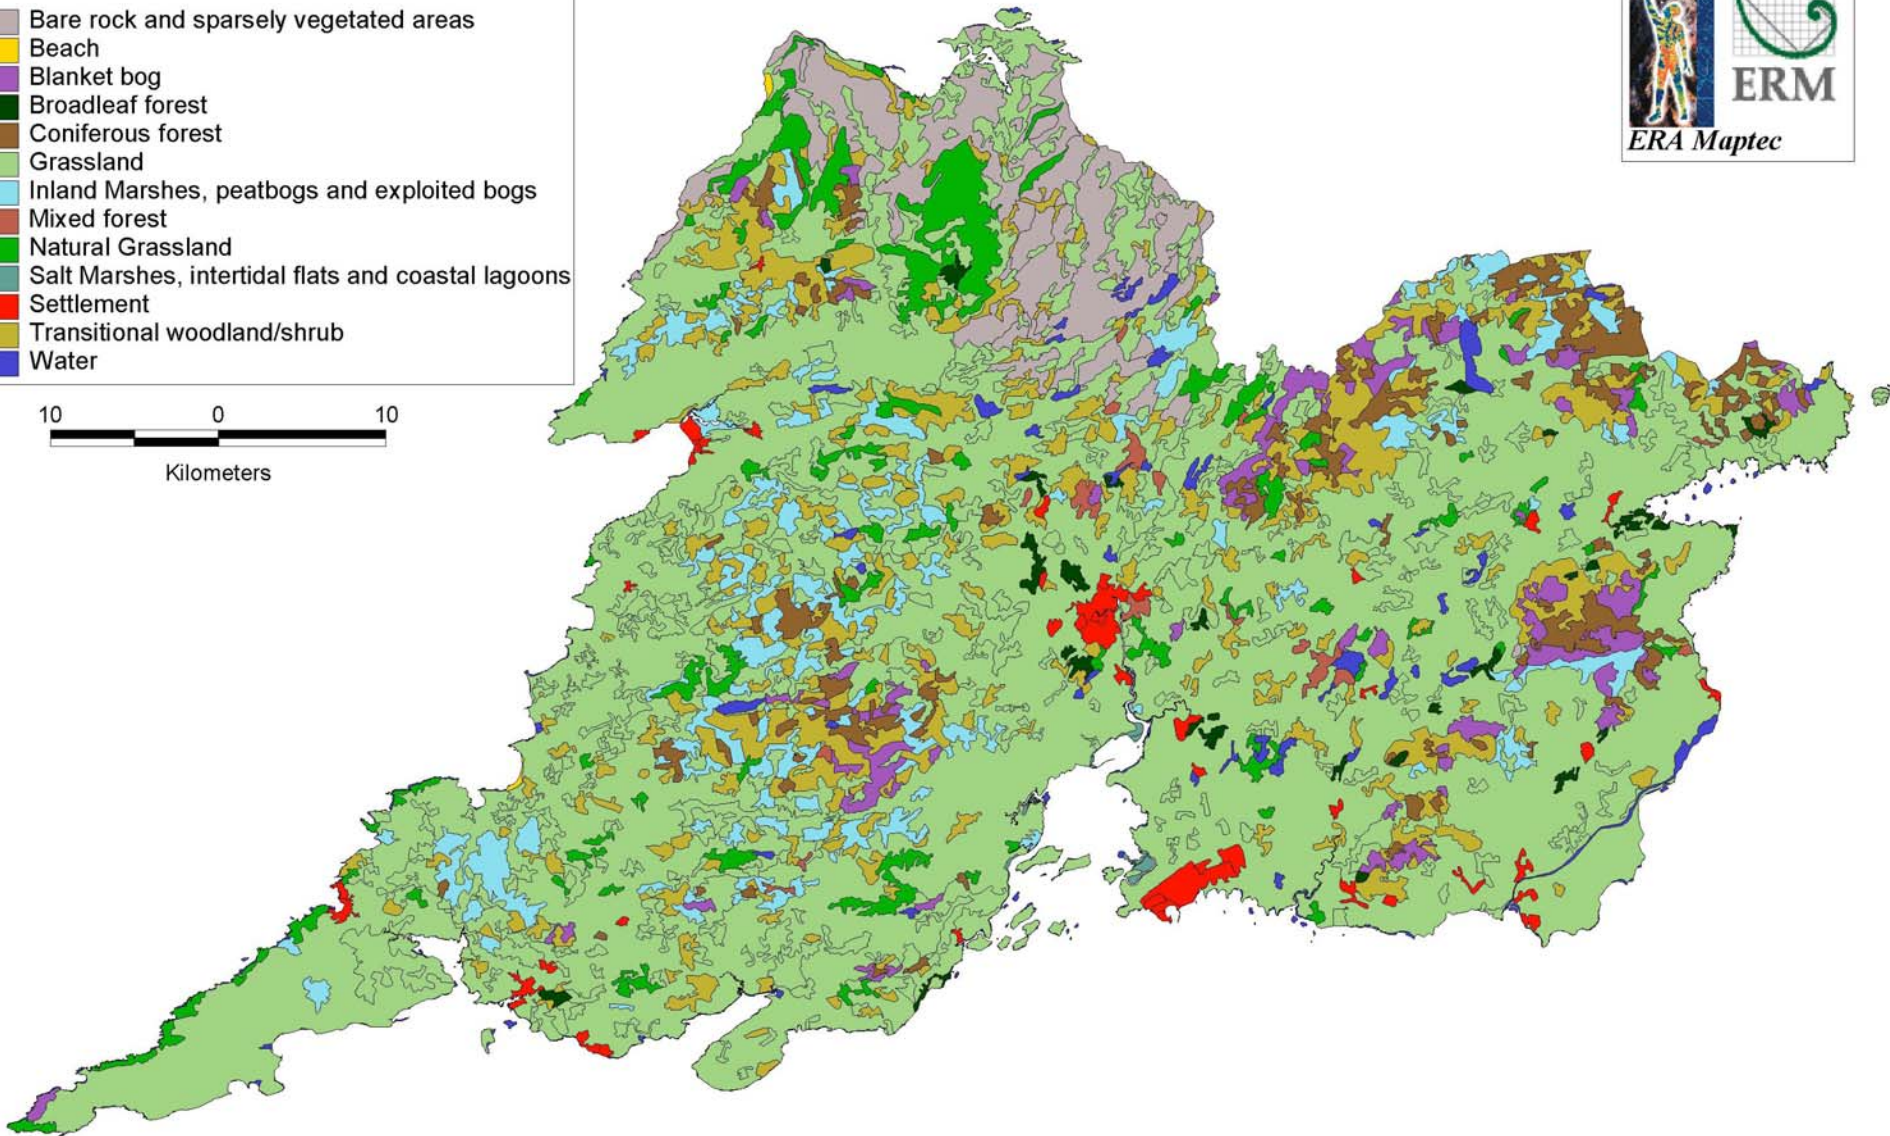 Bare rock and sparsely vegetated areas
Beach
Blanket bog
Broadleaf forest
Coniferous forest
Grassland
Inland Marshes, peatbogs and exploited bogs
Mixed forest
Natural Grassland
Salt Marshes, intertidal flats and coastal lagoons
Settlement
Transitional woodland/shrub
Water
10 0 10
Kilometers
ERM
ERA Maptec